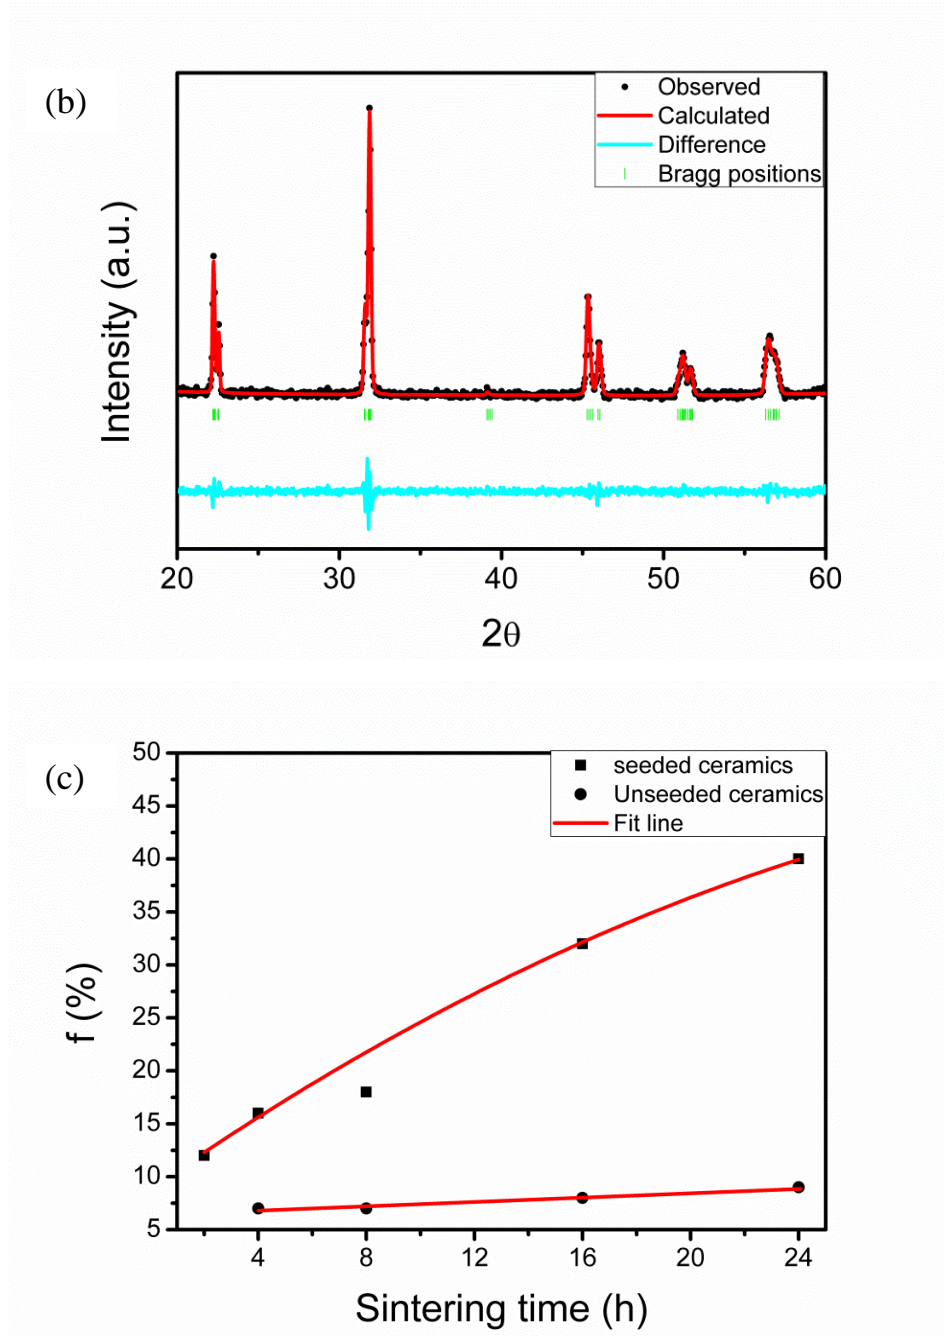 (b)
Observed
Calculated
Difference
Bragg positions
Intensity (a.u.)
20 30 40 50 60
2θ
(c)
seeded ceramics
Unseeded ceramics
Fit line
50
45
40
35
30
25
20
15
10
5
f (%)
4 8 12 16 20 24
Sintering time (h)